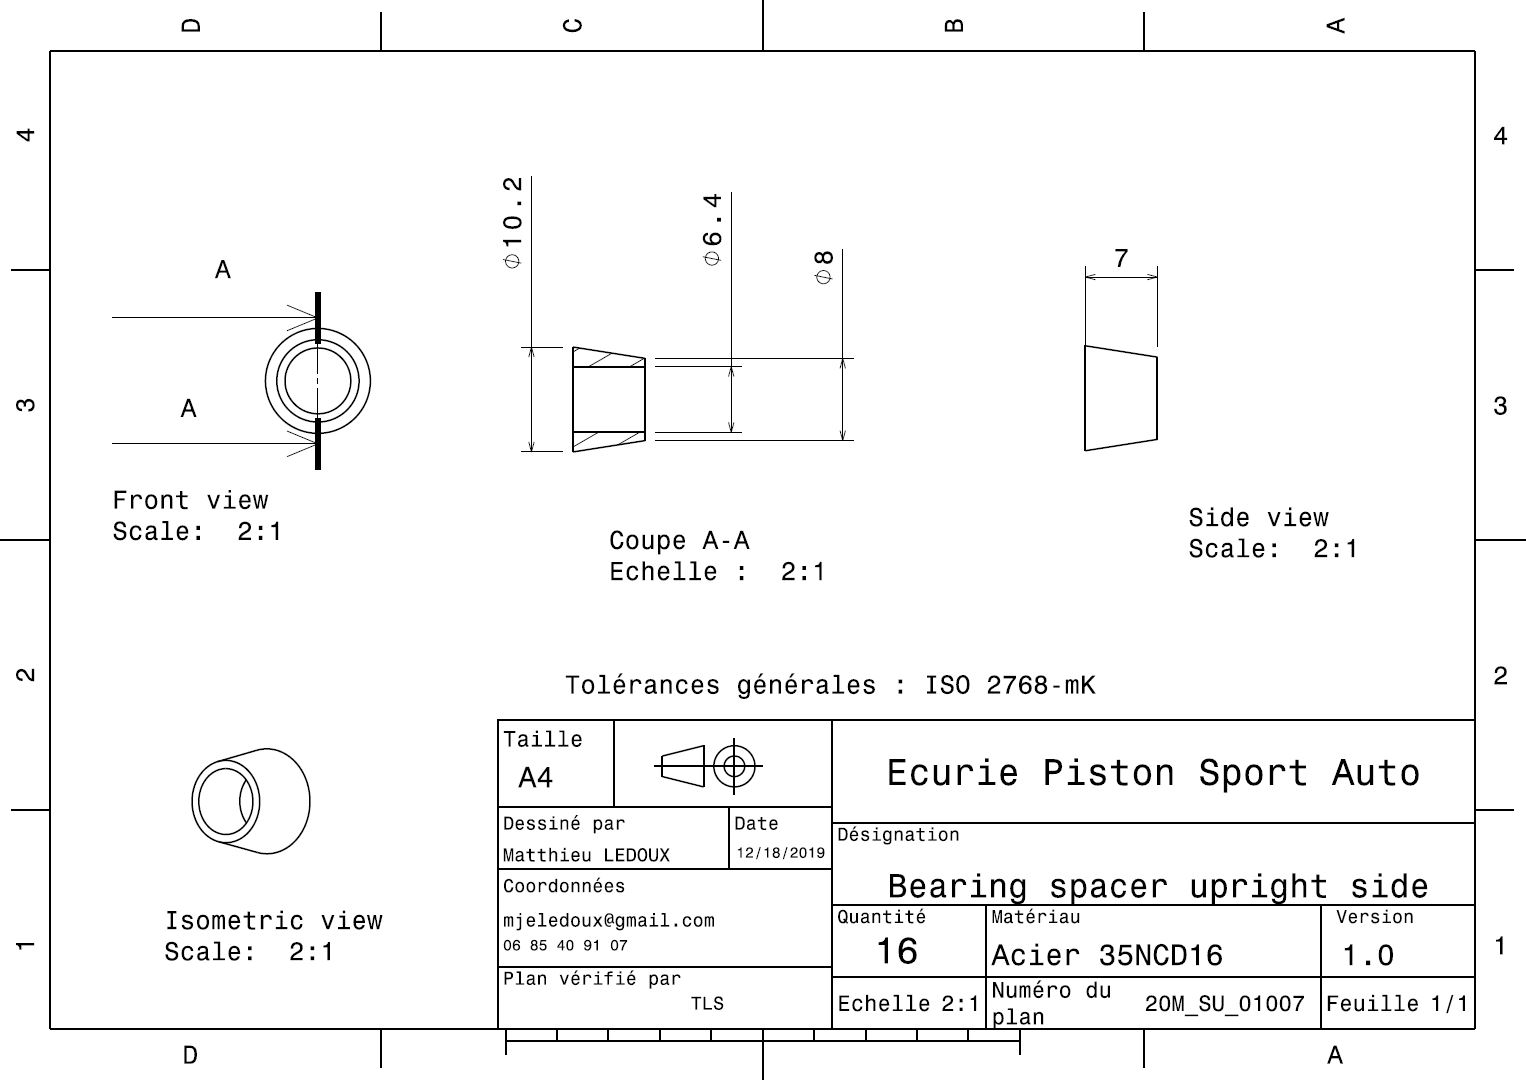 D C B A
4
4
⌀10.2
⌀6.4
⌀8
7
A
A
3
3
Front view
Scale: 2:1
Coupe A-A
Echelle : 2:1
Side view
Scale: 2:1
2
2
Tolérances générales : ISO 2768-mK
Isometric view
Scale: 2:1
1
1
Taille
A4
Ecurie Piston Sport Auto
Dessiné par
Matthieu LEDOUX
Date
12/18/2019
Désignation
Bearing spacer upright side
Coordonnées
mjeledoux@gmail.com
06 85 40 91 07
Quantité
16
Matériau
Acier 35NCD16
Version
1.0
Plan vérifié par
TLS
Echelle 2:1
Numéro du
plan
20M_SU_01007
Feuille 1/1
D A